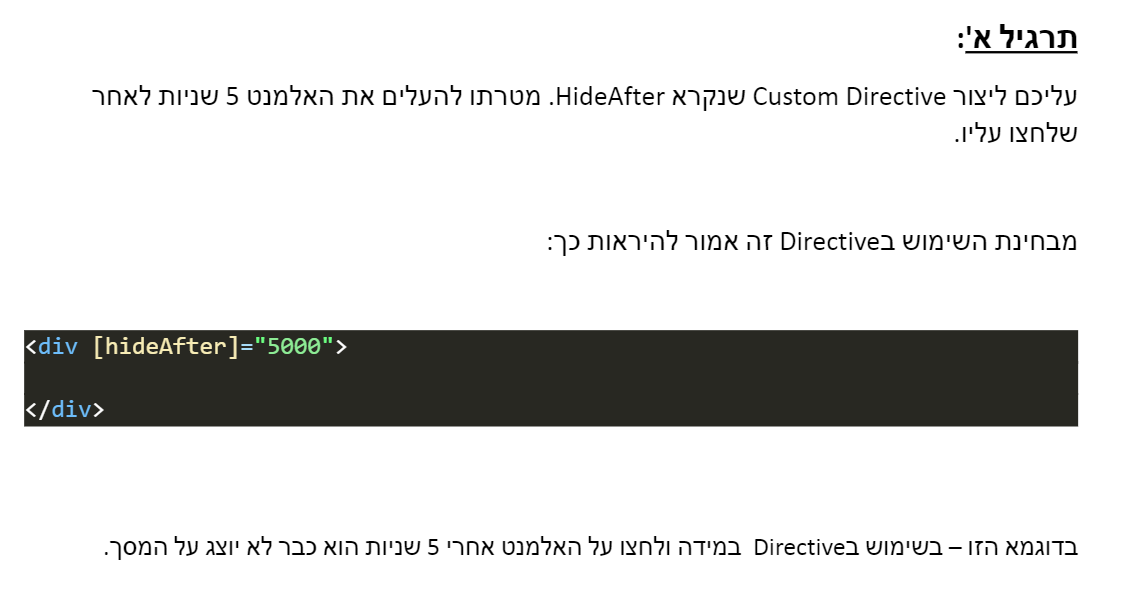 תרגיל א':
עליכם ליצור Custom Directive שנקרא HideAfter. מטרתו להעלים את האלמנט 5 שניות לאחר
שלחצו עליו.
מבחינת השימוש בDirective זה אמור להיראות כך:
<div [hideAfter]="5000">
</div>
בדוגמא הזו – בשימוש בDirective במידה ולחצו על האלמנט אחרי 5 שניות הוא כבר לא יוצג על המסך.